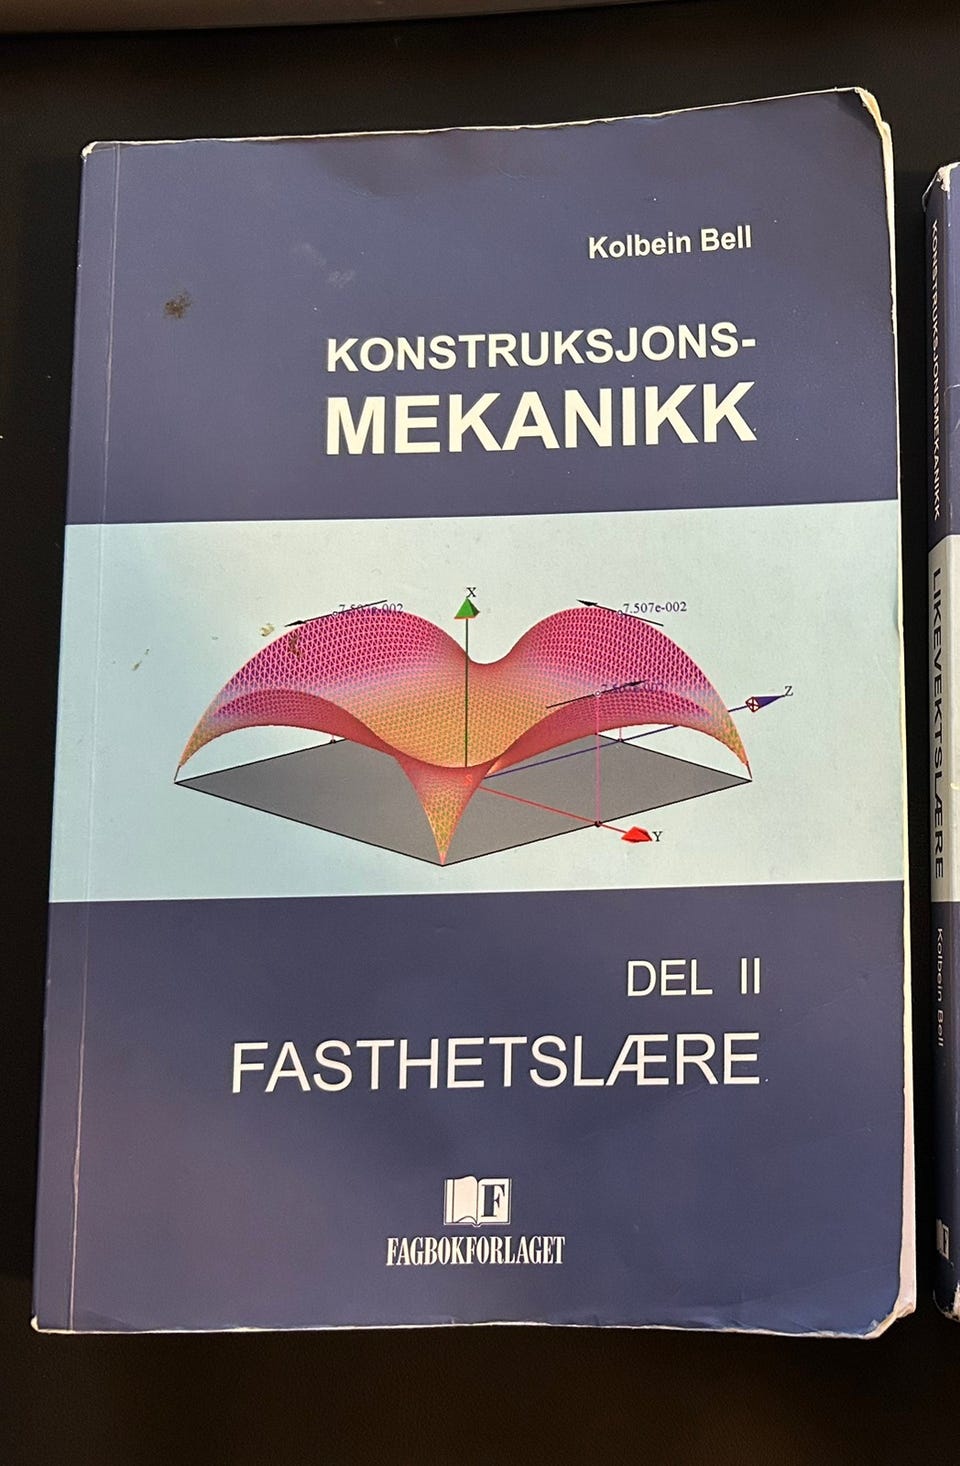 Kolbein Bell
KONSTRUKSJONS-
MEKANIKK
X
7.507e-002
Z
Y
DEL II
FASTHETSLÆRE
F
FAGBOKFORLAGET
KONSTRUKSJONSMEKANIKK
LIKEVEKTSLÆRE
Kolbein Bell